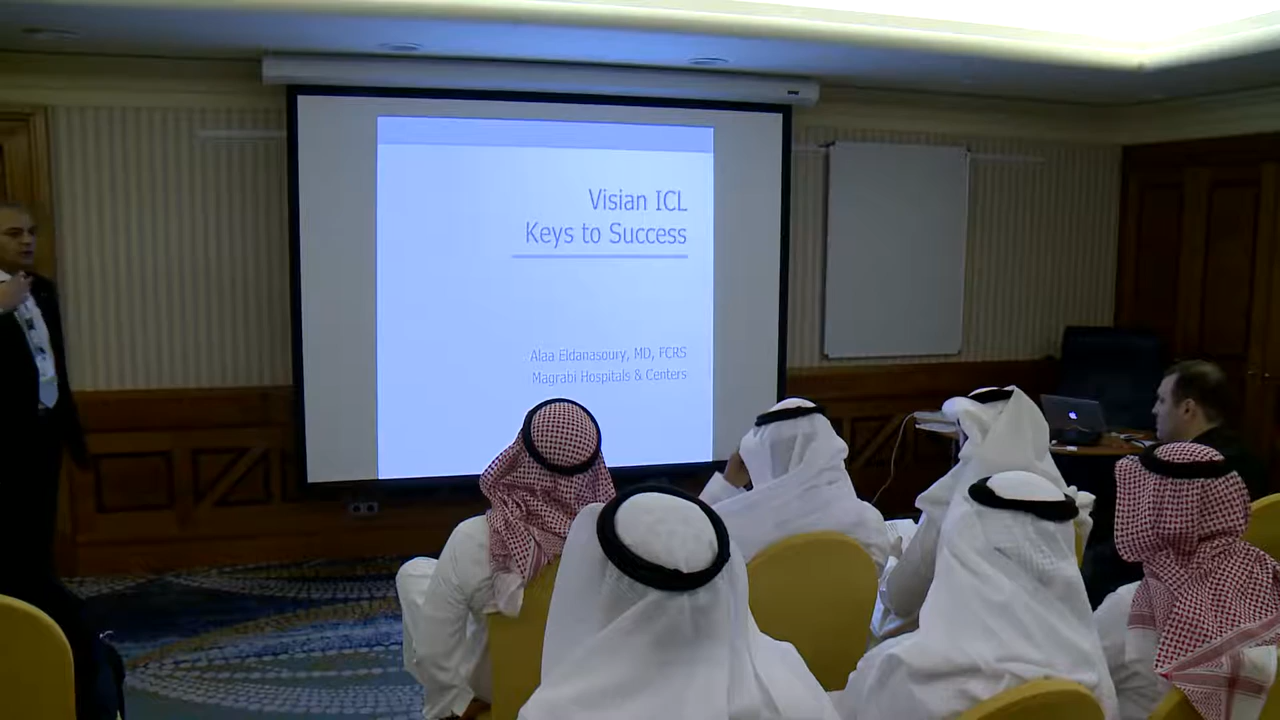 Visian ICL
Keys to Success
Alaa Eldanasoury, MD, FCRS
Magrabi Hospitals & Centers